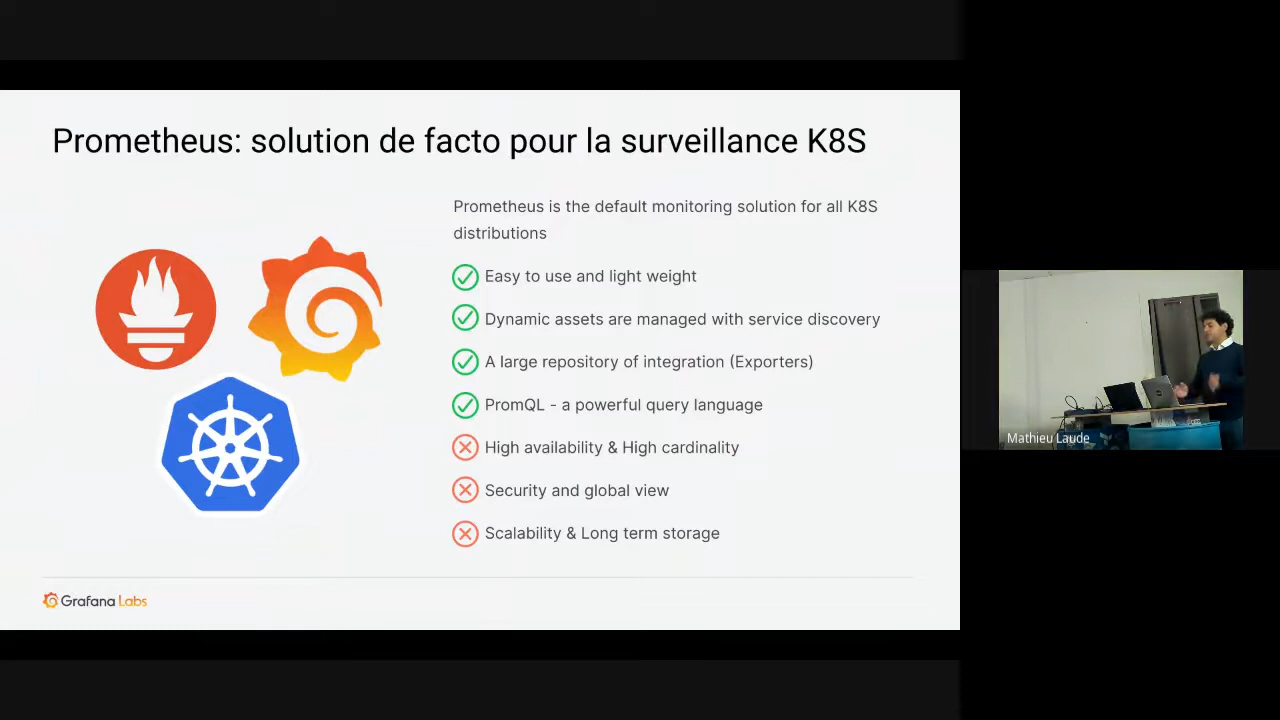 Prometheus: solution de facto pour la surveillance K8S
Prometheus is the default monitoring solution for all K8S
distributions
Easy to use and light weight
Dynamic assets are managed with service discovery
A large repository of integration (Exporters)
PromQL - a powerful query language
High availability & High cardinality
Security and global view
Scalability & Long term storage
Grafana Labs
Mathieu Laude